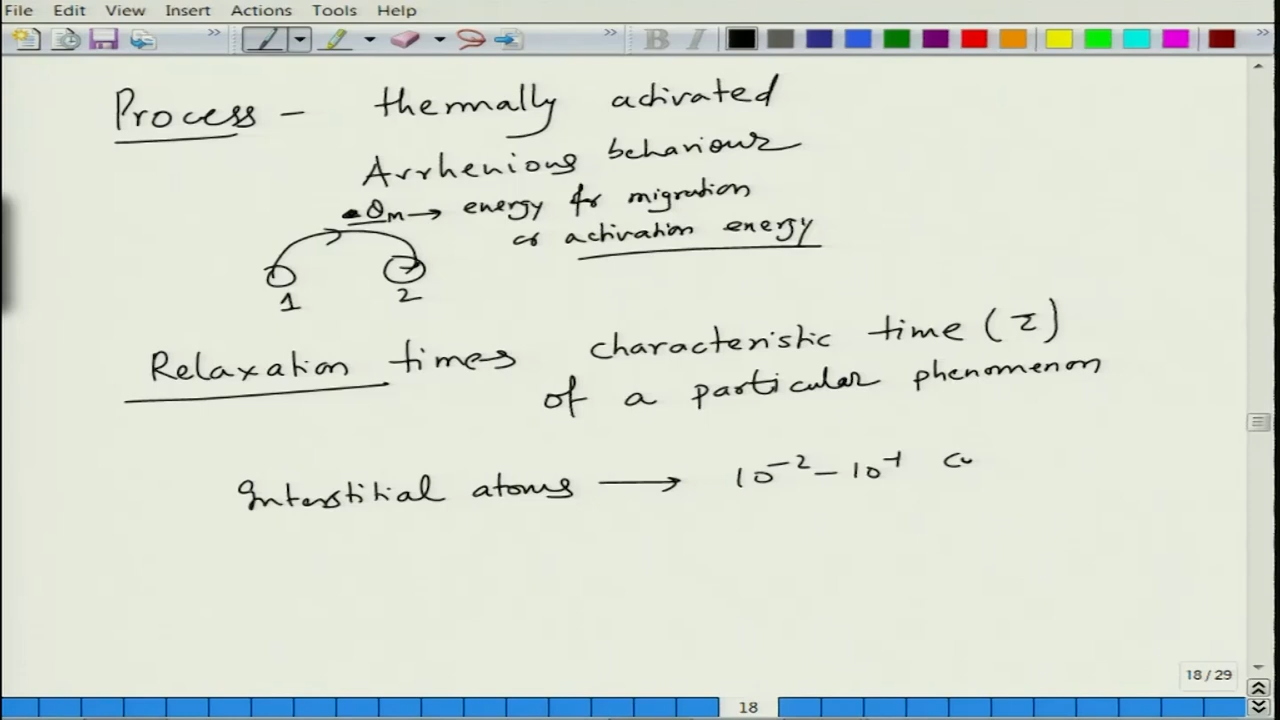 File Edit View Insert Actions Tools Help
Process - thermally activated
Arrhenious behaviour
Qm → energy for migration
or activation energy
1 2
Relaxation times characteristic time (τ)
of a particular phenomenon
Interstitial atoms → 10⁻² - 10⁻¹
18 / 29
18